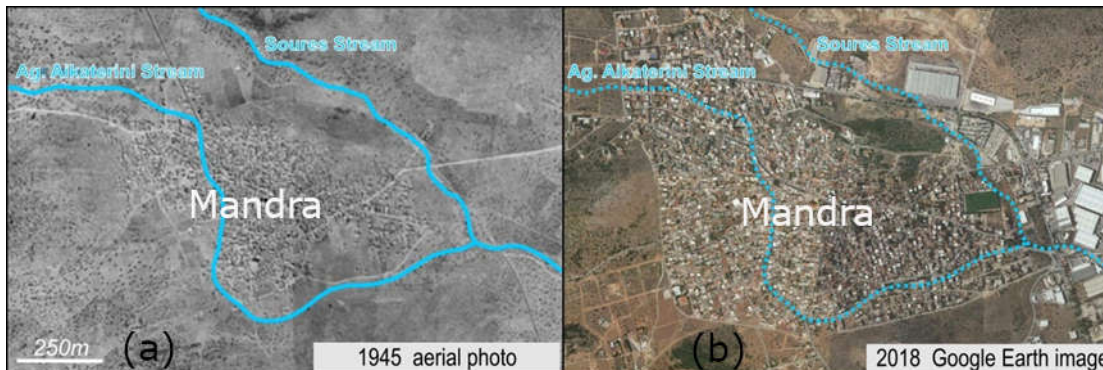 Soures Stream
Ag. Aikaterini Stream
Mandra
250m
(a)
1945 aerial photo
Soures Stream
Ag. Aikaterini Stream
Mandra
(b)
2018 Google Earth image